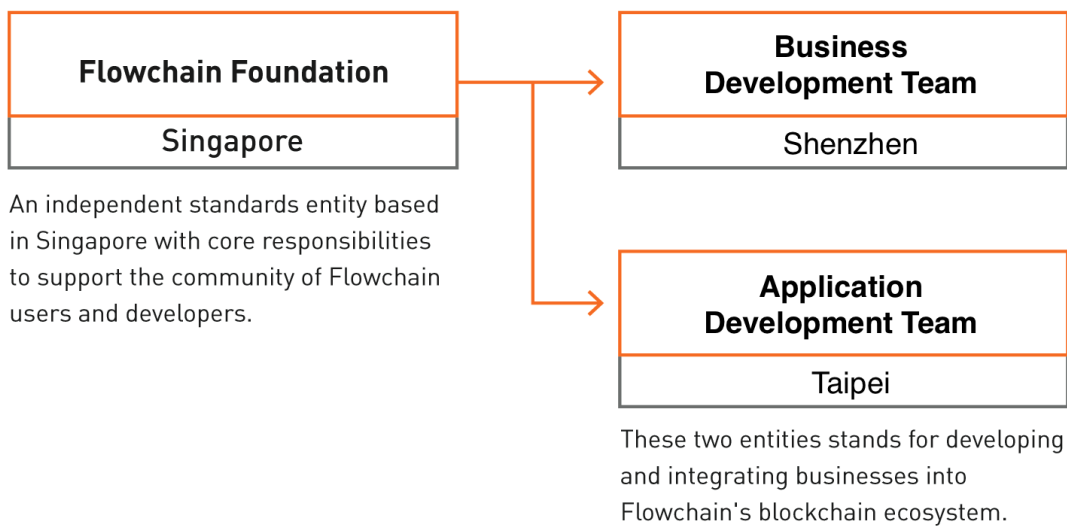 Flowchain Foundation
Singapore
An independent standards entity based
in Singapore with core responsibilities
to support the community of Flowchain
users and developers.
Business
Development Team
Shenzhen
Application
Development Team
Taipei
These two entities stands for developing
and integrating businesses into
Flowchain's blockchain ecosystem.